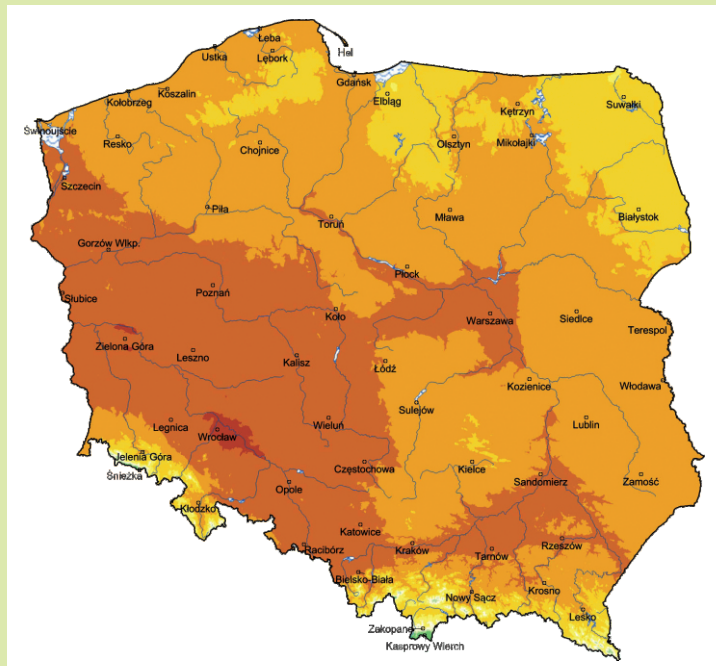 Łeba
Hel
Ustka
Lębork
Gdańsk
Koszalin
Kołobrzeg
Elbląg
Kętrzyn
Suwałki
Świnoujście
Resko
Chojnice
Olsztyn
Mikołajki
Szczecin
Piła
Toruń
Mława
Białystok
Gorzów Wlkp.
Płock
Słubice
Poznań
Koło
Warszawa
Siedlce
Terespol
Zielona Góra
Leszno
Kalisz
Łódź
Kozienice
Włodawa
Sulejów
Legnica
Wrocław
Wieluń
Lublin
Jelenia Góra
Śnieżka
Częstochowa
Kielce
Sandomierz
Zamość
Opole
Kłodzko
Katowice
Racibórz
Kraków
Tarnów
Rzeszów
Bielsko-Biała
Nowy Sącz
Krosno
Lesko
Zakopane
Kasprowy Wierch